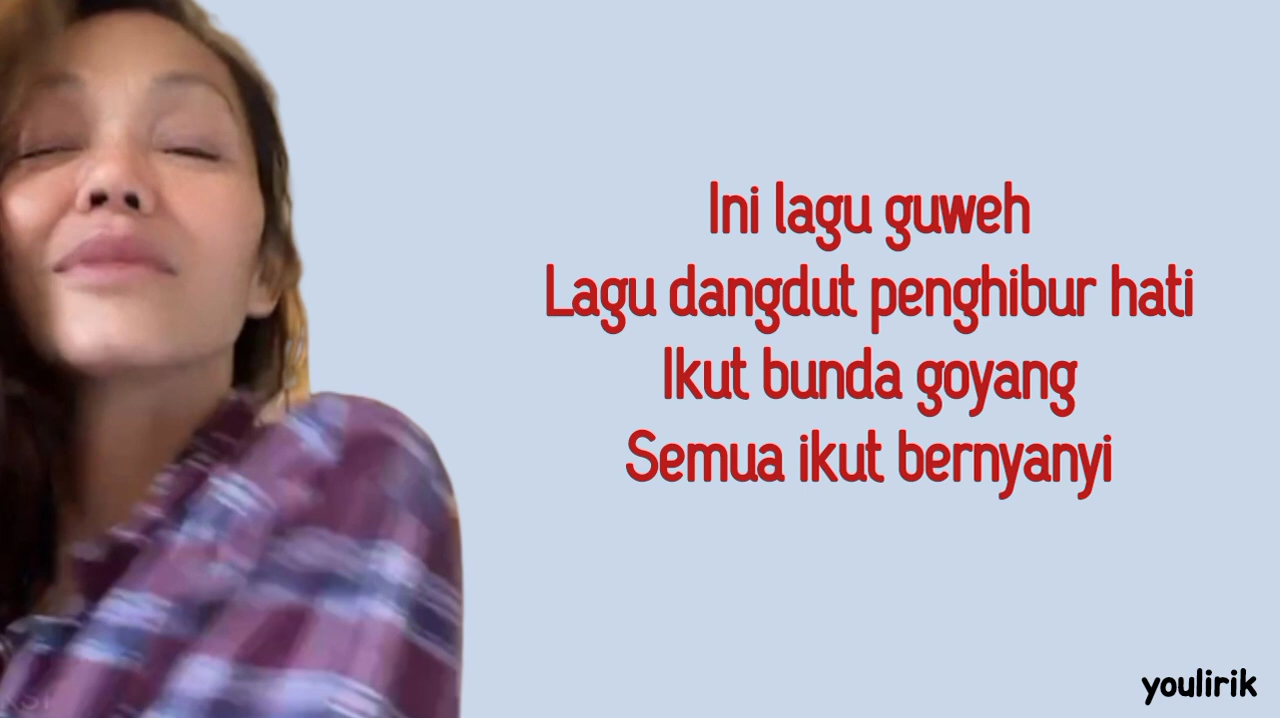 Ini lagu guweh
Lagu dangdut penghibur hati
Ikut bunda goyang
Semua ikut bernyanyi
youlirik